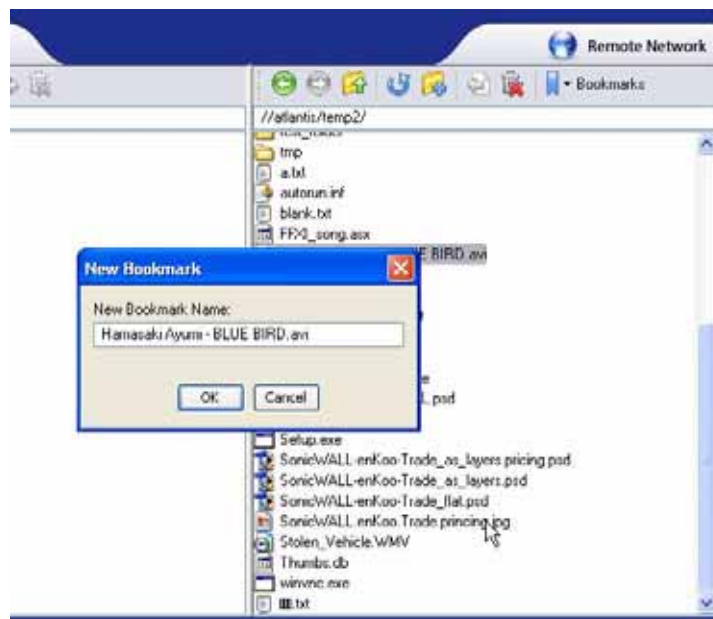 Remote Network
Bookmarks
//atlantis/temp2/
test_folder
tmp
a.txt
autorun.inf
blank.txt
FFXI_song.asx
E BIRD.avi
New Bookmark
New Bookmark Name:
Hamasaki Ayumi - BLUE BIRD.avi
OK
Cancel
e
L.psd
Setup.exe
SonicWALL-enKoo-Trade_as_layers pricing.psd
SonicWALL-enKoo-Trade_as_layers.psd
SonicWALL-enKoo-Trade_flat.psd
SonicWALL enKoo Trade princing.jpg
Stolen_Vehicle.WMV
Thumbs.db
winvnc.exe
.txt